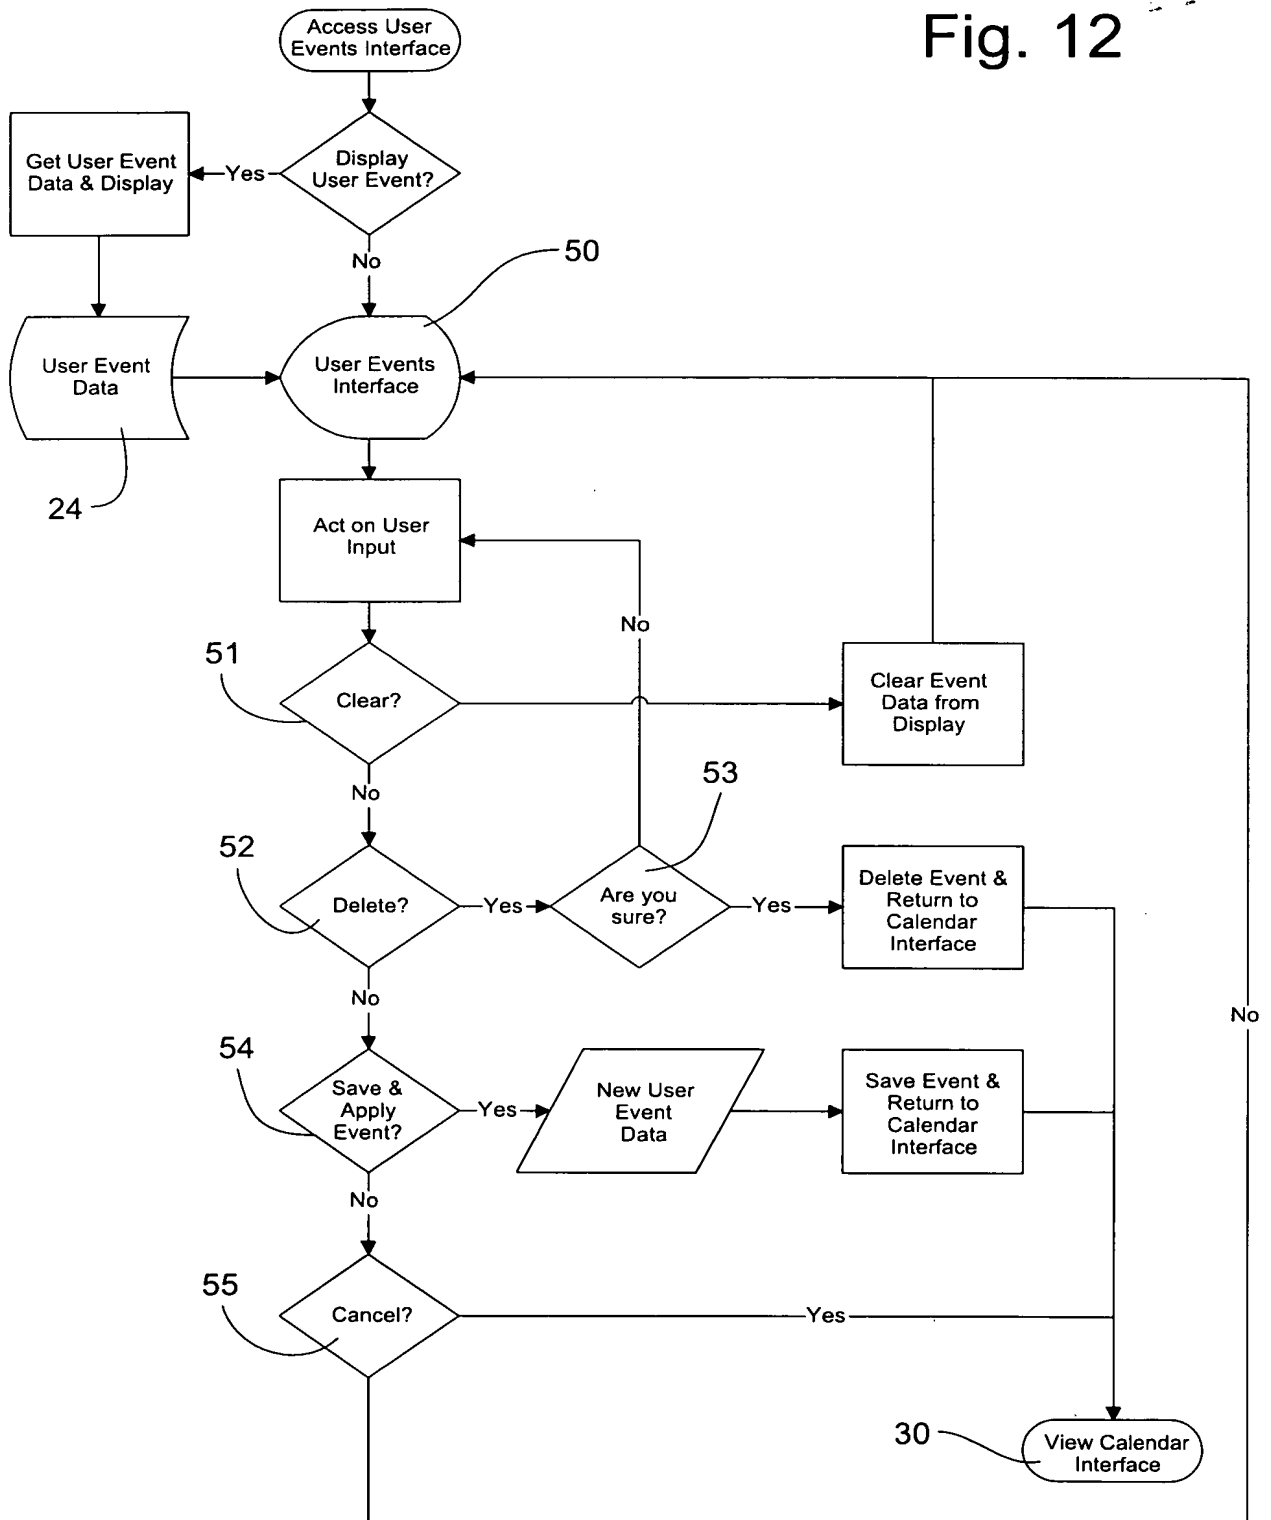 Fig. 12
Access User
Events Interface
Get User Event
Data & Display
Yes
Display
User Event?
No
50
User Event
Data
User Events
Interface
24
Act on User
Input
No
51
Clear?
Clear Event
Data from
Display
No
53
52
Delete?
Yes
Are you
sure?
Yes
Delete Event &
Return to
Calendar
Interface
No
No
54
Save &
Apply
Event?
Yes
New User
Event
Data
Save Event &
Return to
Calendar
Interface
No
55
Cancel?
Yes
30
View Calendar
Interface